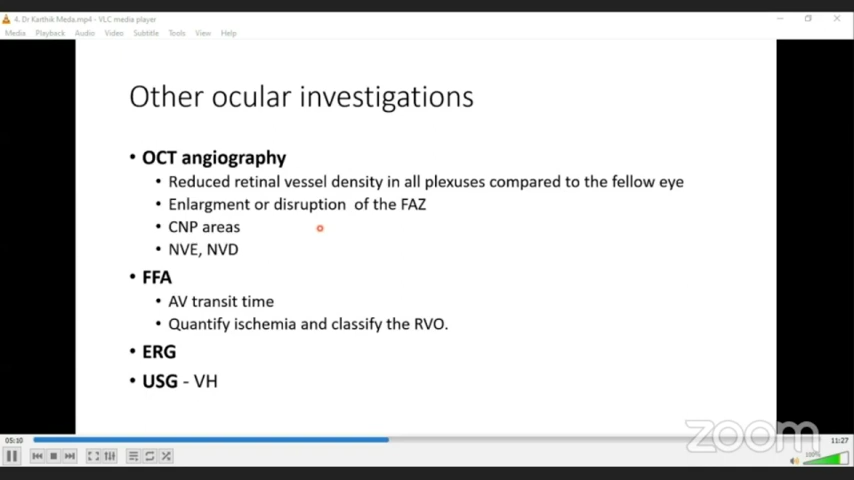 4. Dr Karthik Meda.mp4 - VLC media player
Media Playback Audio Video Subtitle Tools View Help
Other ocular investigations
• OCT angiography
• Reduced retinal vessel density in all plexuses compared to the fellow eye
• Enlargment or disruption of the FAZ
• CNP areas
• NVE, NVD
• FFA
• AV transit time
• Quantify ischemia and classify the RVO.
• ERG
• USG - VH
zoom
05:10 11:27
100%